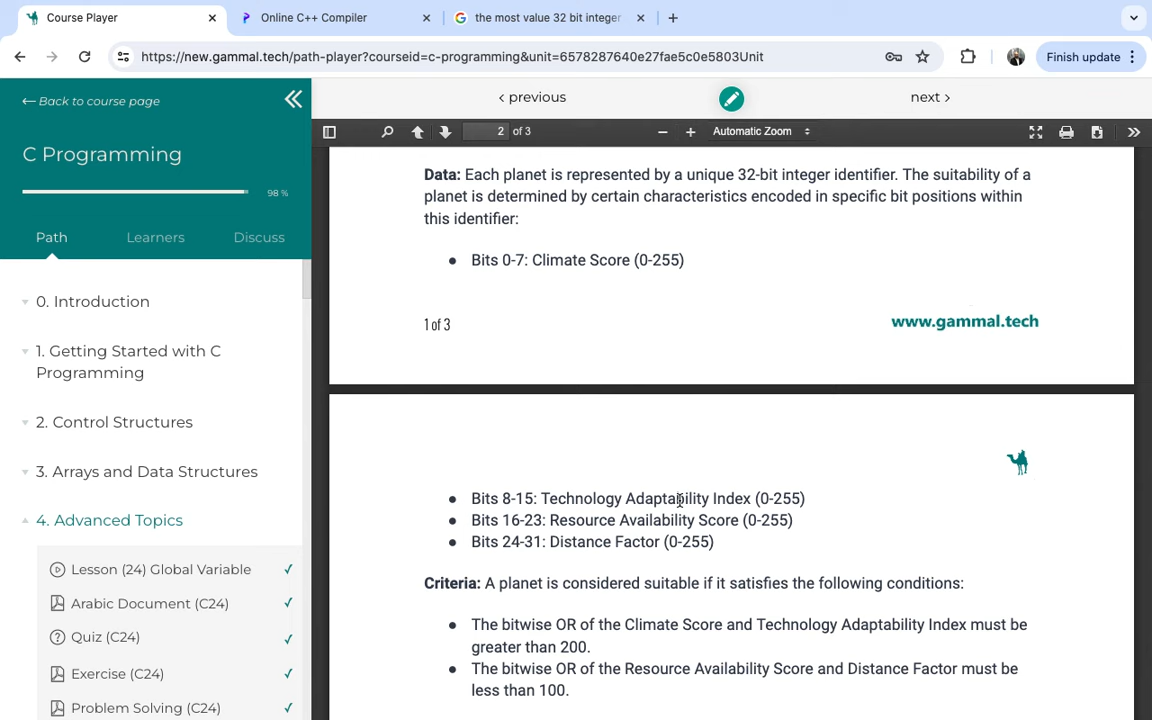 Course Player
Online C++ Compiler
the most value 32 bit integer
https://new.gammal.tech/path-player?courseid=c-programming&unit=6578287640e27fae5c0e5803Unit
Finish update
Back to course page
C Programming
98 %
Path
Learners
Discuss
0. Introduction
1. Getting Started with C
Programming
2. Control Structures
3. Arrays and Data Structures
4. Advanced Topics
Lesson (24) Global Variable
Arabic Document (C24)
Quiz (C24)
Exercise (C24)
Problem Solving (C24)
< previous
next >
2 of 3
Automatic Zoom
Data: Each planet is represented by a unique 32-bit integer identifier. The suitability of a
planet is determined by certain characteristics encoded in specific bit positions within
this identifier:
● Bits 0-7: Climate Score (0-255)
1 of 3
www.gammal.tech
● Bits 8-15: Technology Adaptability Index (0-255)
● Bits 16-23: Resource Availability Score (0-255)
● Bits 24-31: Distance Factor (0-255)
Criteria: A planet is considered suitable if it satisfies the following conditions:
● The bitwise OR of the Climate Score and Technology Adaptability Index must be
greater than 200.
● The bitwise OR of the Resource Availability Score and Distance Factor must be
less than 100.